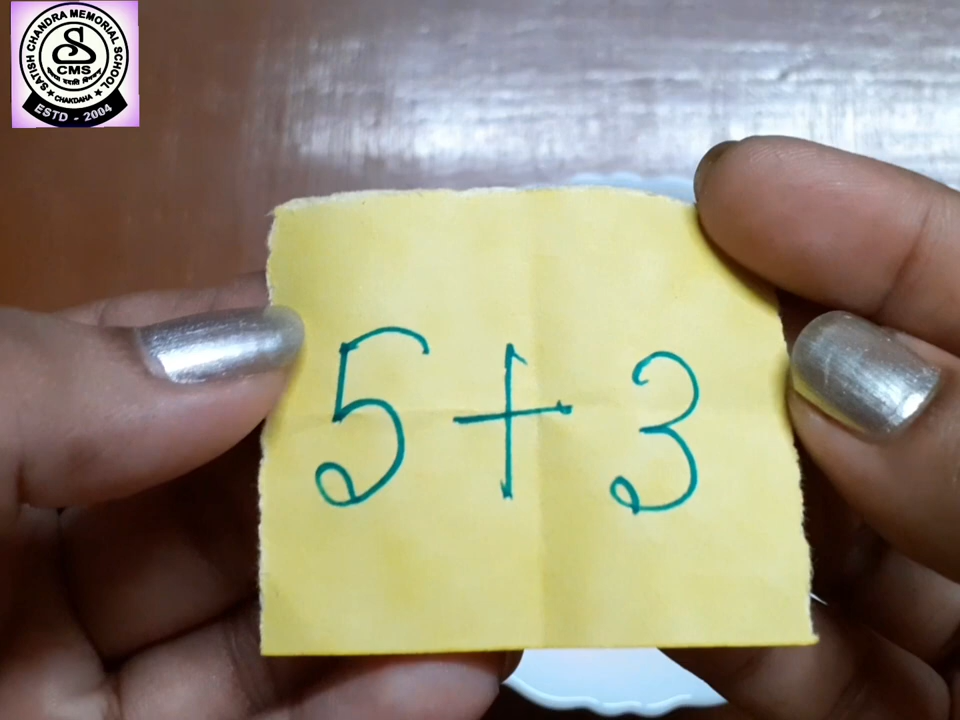 SATISH CHANDRA MEMORIAL SCHOOL
S
CMS
★ CHAKDAHA ★
ESTD - 2004
5+3